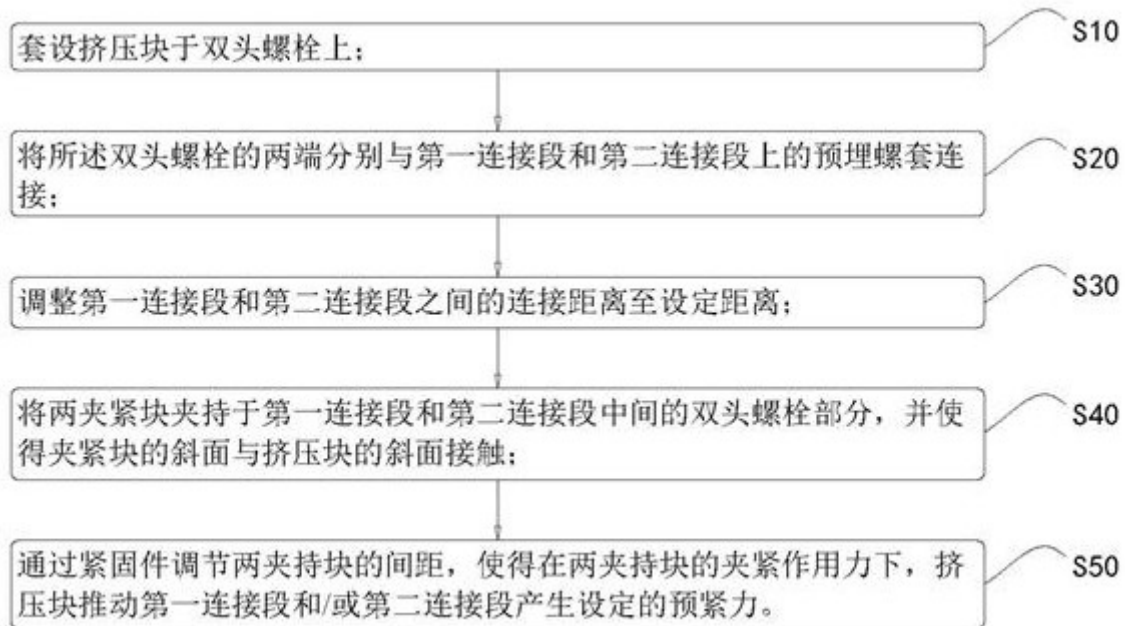 套设挤压块于双头螺栓上；
S10
将所述双头螺栓的两端分别与第一连接段和第二连接段上的预埋螺套连
接；
S20
调整第一连接段和第二连接段之间的连接距离至设定距离；
S30
将两夹紧块夹持于第一连接段和第二连接段中间的双头螺栓部分，并使
得夹紧块的斜面与挤压块的斜面接触；
S40
通过紧固件调节两夹持块的间距，使得在两夹持块的夹紧作用力下，挤
压块推动第一连接段和/或第二连接段产生设定的预紧力。
S50